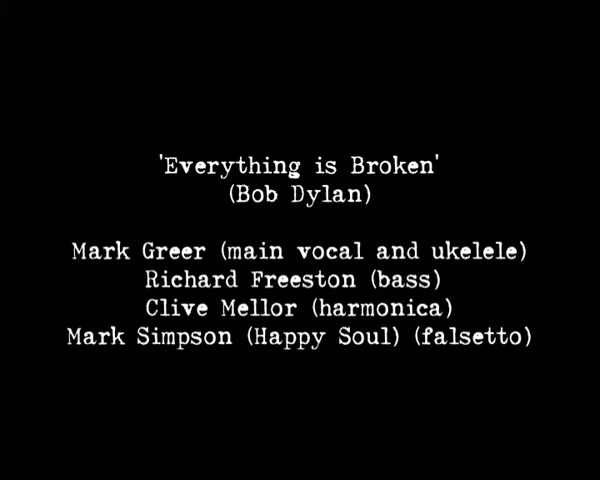 'Everything is Broken'
(Bob Dylan)
Mark Greer (main vocal and ukelele)
Richard Freeston (bass)
Clive Mellor (harmonica)
Mark Simpson (Happy Soul) (falsetto)